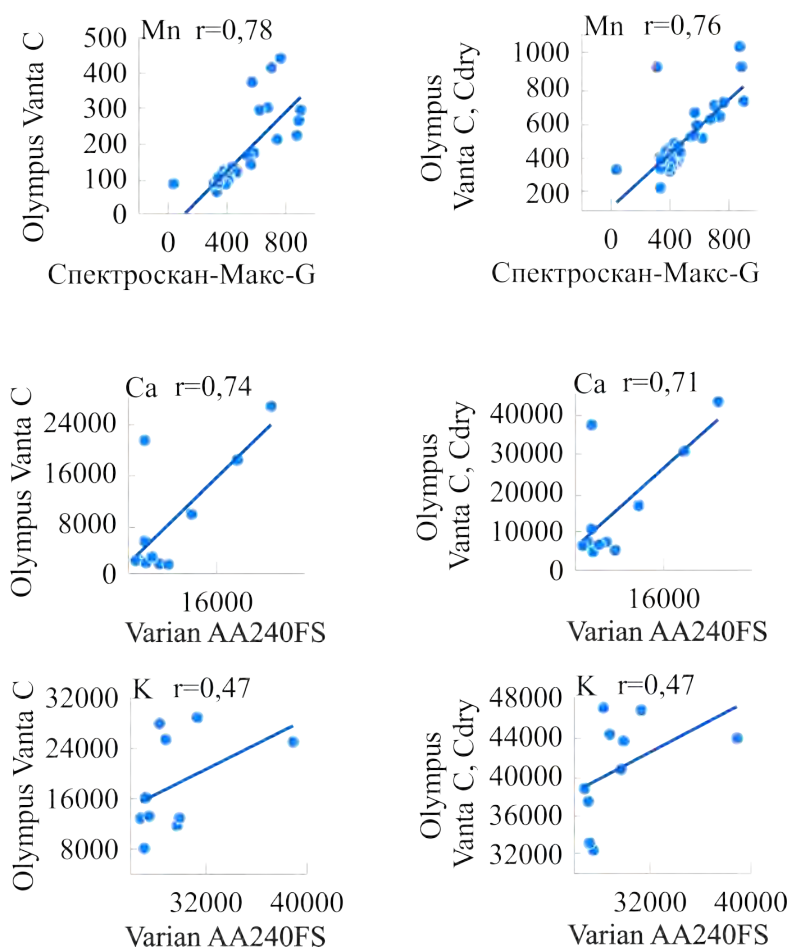 Mn r=0,78
Olympus Vanta C
500
400
300
200
100
0
0 400 800
Спектроскан-Макс-G
Mn r=0,76
Olympus
Vanta C, Cdry
1000
800
600
400
200
0 400 800
Спектроскан-Макс-G
Ca r=0,74
Olympus Vanta C
24000
16000
8000
0
16000
Varian AA240FS
Ca r=0,71
Olympus
Vanta C, Cdry
40000
30000
20000
10000
0
16000
Varian AA240FS
K r=0,47
Olympus Vanta C
32000
24000
16000
8000
32000 40000
Varian AA240FS
K r=0,47
Olympus
Vanta C, Cdry
48000
44000
40000
36000
32000
32000 40000
Varian AA240FS